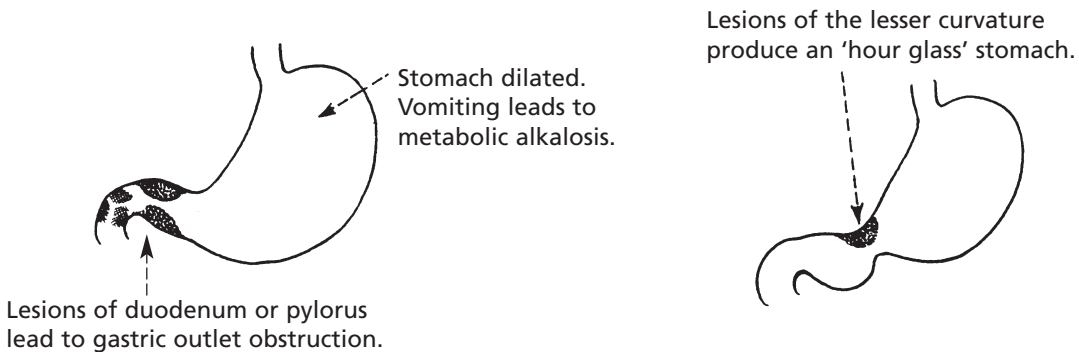 Stomach dilated.
Vomiting leads to
metabolic alkalosis.
Lesions of duodenum or pylorus
lead to gastric outlet obstruction.
Lesions of the lesser curvature
produce an ‘hour glass’ stomach.